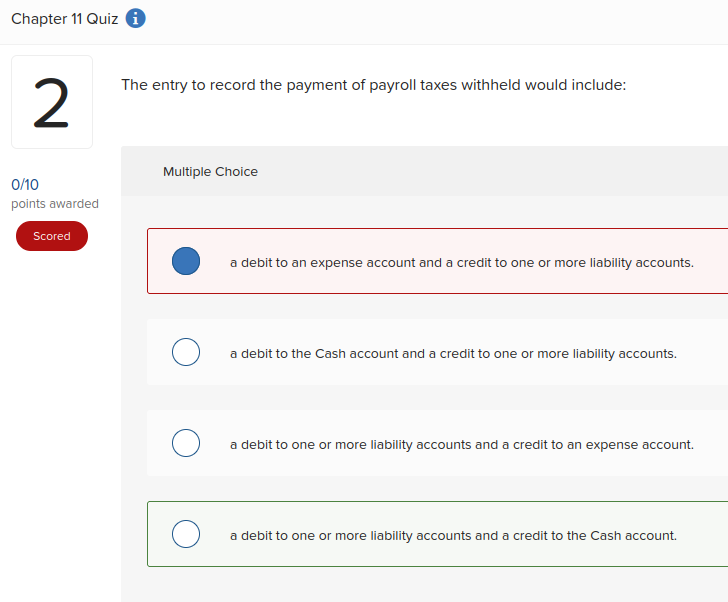 Chapter 11 Quiz i
2
The entry to record the payment of payroll taxes withheld would include:
0/10
points awarded
Scored
Multiple Choice
a debit to an expense account and a credit to one or more liability accounts.
a debit to the Cash account and a credit to one or more liability accounts.
a debit to one or more liability accounts and a credit to an expense account.
a debit to one or more liability accounts and a credit to the Cash account.